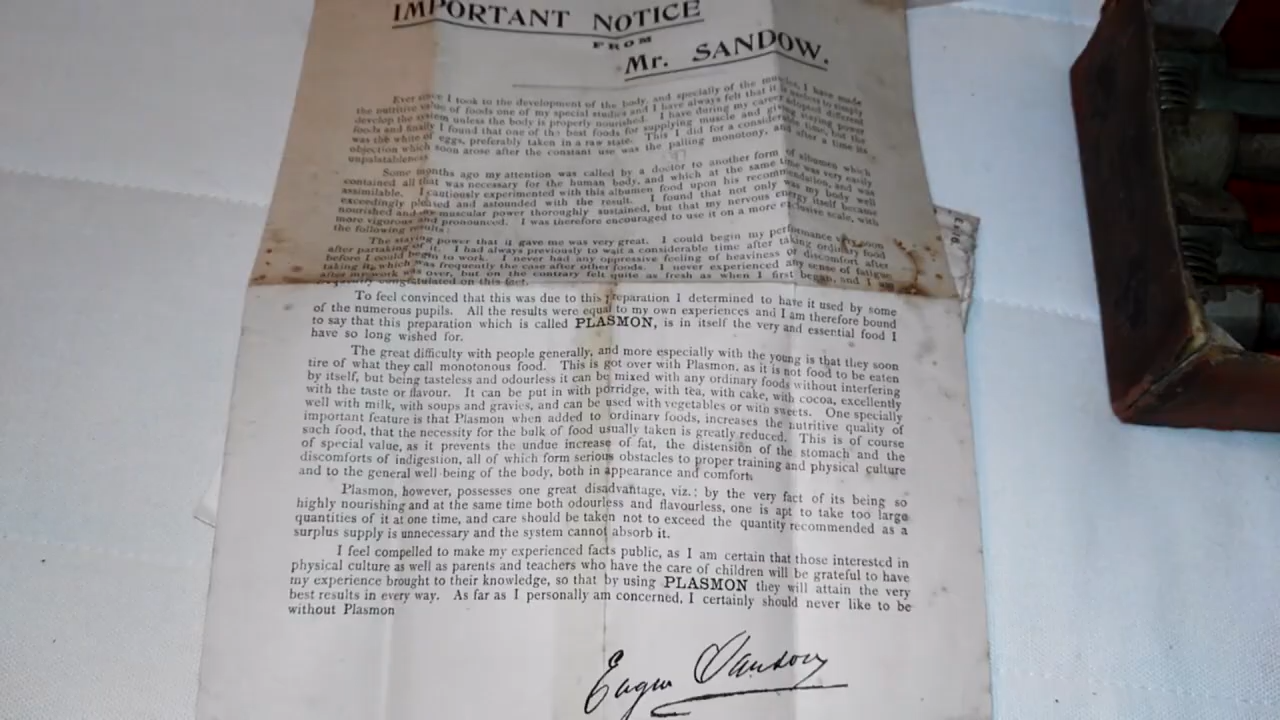 IMPORTANT NOTICE
FROM
Mr. SANDOW.
Ever since I took to the development of the body, and specially of the muscles, I have made
the nutritive value of foods one of my special studies and I have always felt that it is useless to simply
develop the system unless the body is properly nourished. I have during my career adopted different
foods and finally I found that one of the best foods for supplying muscle and giving staying power
was the white of eggs, preferably taken in a raw state. This I did for a considerable time, but the
objection which soon arose after the constant use was the palling monotony, and after a time its
unpalatableness
Some months ago my attention was called by a doctor to another form of albumen which
contained all that was necessary for the human body, and which at the same time was very easily
assimilable. I cautiously experimented with this albumen food upon his recommendation, and was
exceedingly pleased and astounded with the result. I found that not only was my body well
nourished and my muscular power thoroughly sustained, but that my nervous energy itself became
more vigorous and pronounced. I was therefore encouraged to use it on a more exclusive scale, with
the following results:
The staying power that it gave me was very great. I could begin my performance very soon
after partaking of it. I had always previously to wait a considerable time after taking ordinary food
before I could begin to work. I never had any oppressive feeling of heaviness or discomfort after
taking it, which was frequently the case after other foods. I never experienced any sense of fatigue
after my work was over, but on the contrary felt quite as fresh as when I first began, and I was
frequently congratulated on this fact.
To feel convinced that this was due to this preparation I determined to have it used by some
of the numerous pupils. All the results were equal to my own experiences and I am therefore bound
to say that this preparation which is called PLASMON, is in itself the very and essential food I
have so long wished for.
The great difficulty with people generally, and more especially with the young is that they soon
tire of what they call monotonous food. This is got over with Plasmon, as it is not food to be eaten
by itself, but being tasteless and odourless it can be mixed with any ordinary foods without interfering
with the taste or flavour. It can be put in with porridge, with tea, with cake, with cocoa, excellently
well with milk, with soups and gravies, and can be used with vegetables or with sweets. One specially
important feature is that Plasmon when added to ordinary foods, increases the nutritive quality of
such food, that the necessity for the bulk of food usually taken is greatly reduced. This is of course
of special value, as it prevents the undue increase of fat, the distension of the stomach and the
discomforts of indigestion, all of which form serious obstacles to proper training and physical culture
and to the general well-being of the body, both in appearance and comfort.
Plasmon, however, possesses one great disadvantage, viz.: by the very fact of its being so
highly nourishing and at the same time both odourless and flavourless, one is apt to take too large
quantities of it at one time, and care should be taken not to exceed the quantity recommended as a
surplus supply is unnecessary and the system cannot absorb it.
I feel compelled to make my experienced facts public, as I am certain that those interested in
physical culture as well as parents and teachers who have the care of children will be grateful to have
my experience brought to their knowledge, so that by using PLASMON they will attain the very
best results in every way. As far as I personally am concerned, I certainly should never like to be
without Plasmon
Eugen Sandow